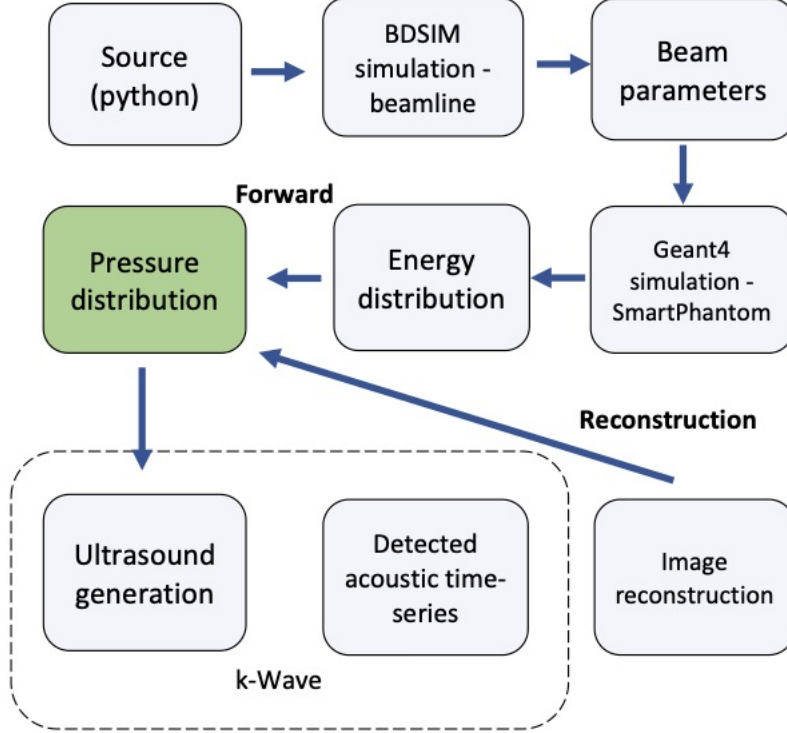 Source
(python)
BDSIM
simulation -
beamline
Beam
parameters
Forward
Pressure
distribution
Energy
distribution
Geant4
simulation -
SmartPhantom
Reconstruction
Ultrasound
generation
Detected
acoustic time-
series
Image
reconstruction
k-Wave